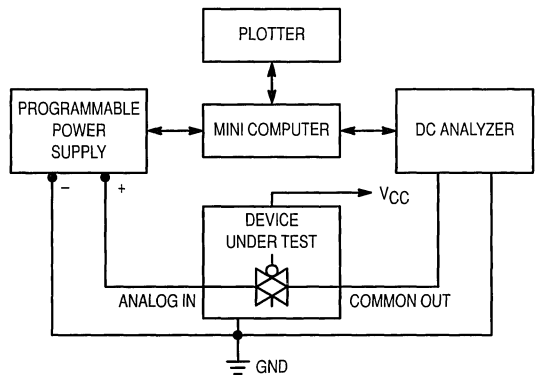 PLOTTER
PROGRAMMABLE
POWER
SUPPLY
MINI COMPUTER
DC ANALYZER
–
+
VCC
DEVICE
UNDER TEST
ANALOG IN
COMMON OUT
GND